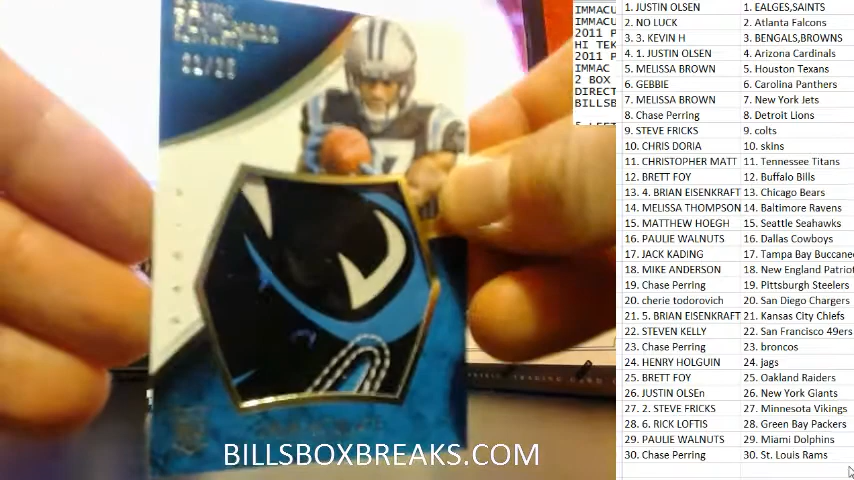 IMMACU
IMMACU
2011 P
HI TEK
2011 P
IMMAC
2 BOX
DIRECT
BILLSB
1. JUSTIN OLSEN 1. EALGES,SAINTS
2. NO LUCK 2. Atlanta Falcons
3. 3. KEVIN H 3. BENGALS,BROWNS
4. 1. JUSTIN OLSEN 4. Arizona Cardinals
5. MELISSA BROWN 5. Houston Texans
6. GEBBIE 6. Carolina Panthers
7. MELISSA BROWN 7. New York Jets
8. Chase Perring 8. Detroit Lions
9. STEVE FRICKS 9. colts
10. CHRIS DORIA 10. skins
11. CHRISTOPHER MATT 11. Tennessee Titans
12. BRETT FOY 12. Buffalo Bills
13. 4. BRIAN EISENKRAFT 13. Chicago Bears
14. MELISSA THOMPSON 14. Baltimore Ravens
15. MATTHEW HOEGH 15. Seattle Seahawks
16. PAULIE WALNUTS 16. Dallas Cowboys
17. JACK KADING 17. Tampa Bay Buccanee
18. MIKE ANDERSON 18. New England Patriot
19. Chase Perring 19. Pittsburgh Steelers
20. cherie todorovich 20. San Diego Chargers
21. 5. BRIAN EISENKRAFT 21. Kansas City Chiefs
22. STEVEN KELLY 22. San Francisco 49ers
23. Chase Perring 23. broncos
24. HENRY HOLGUIN 24. jags
25. BRETT FOY 25. Oakland Raiders
26. JUSTIN OLSEn 26. New York Giants
27. 2. STEVE FRICKS 27. Minnesota Vikings
28. 6. RICK LOFTIS 28. Green Bay Packers
29. PAULIE WALNUTS 29. Miami Dolphins
30. Chase Perring 30. St. Louis Rams
BILLSBOXBREAKS.COM